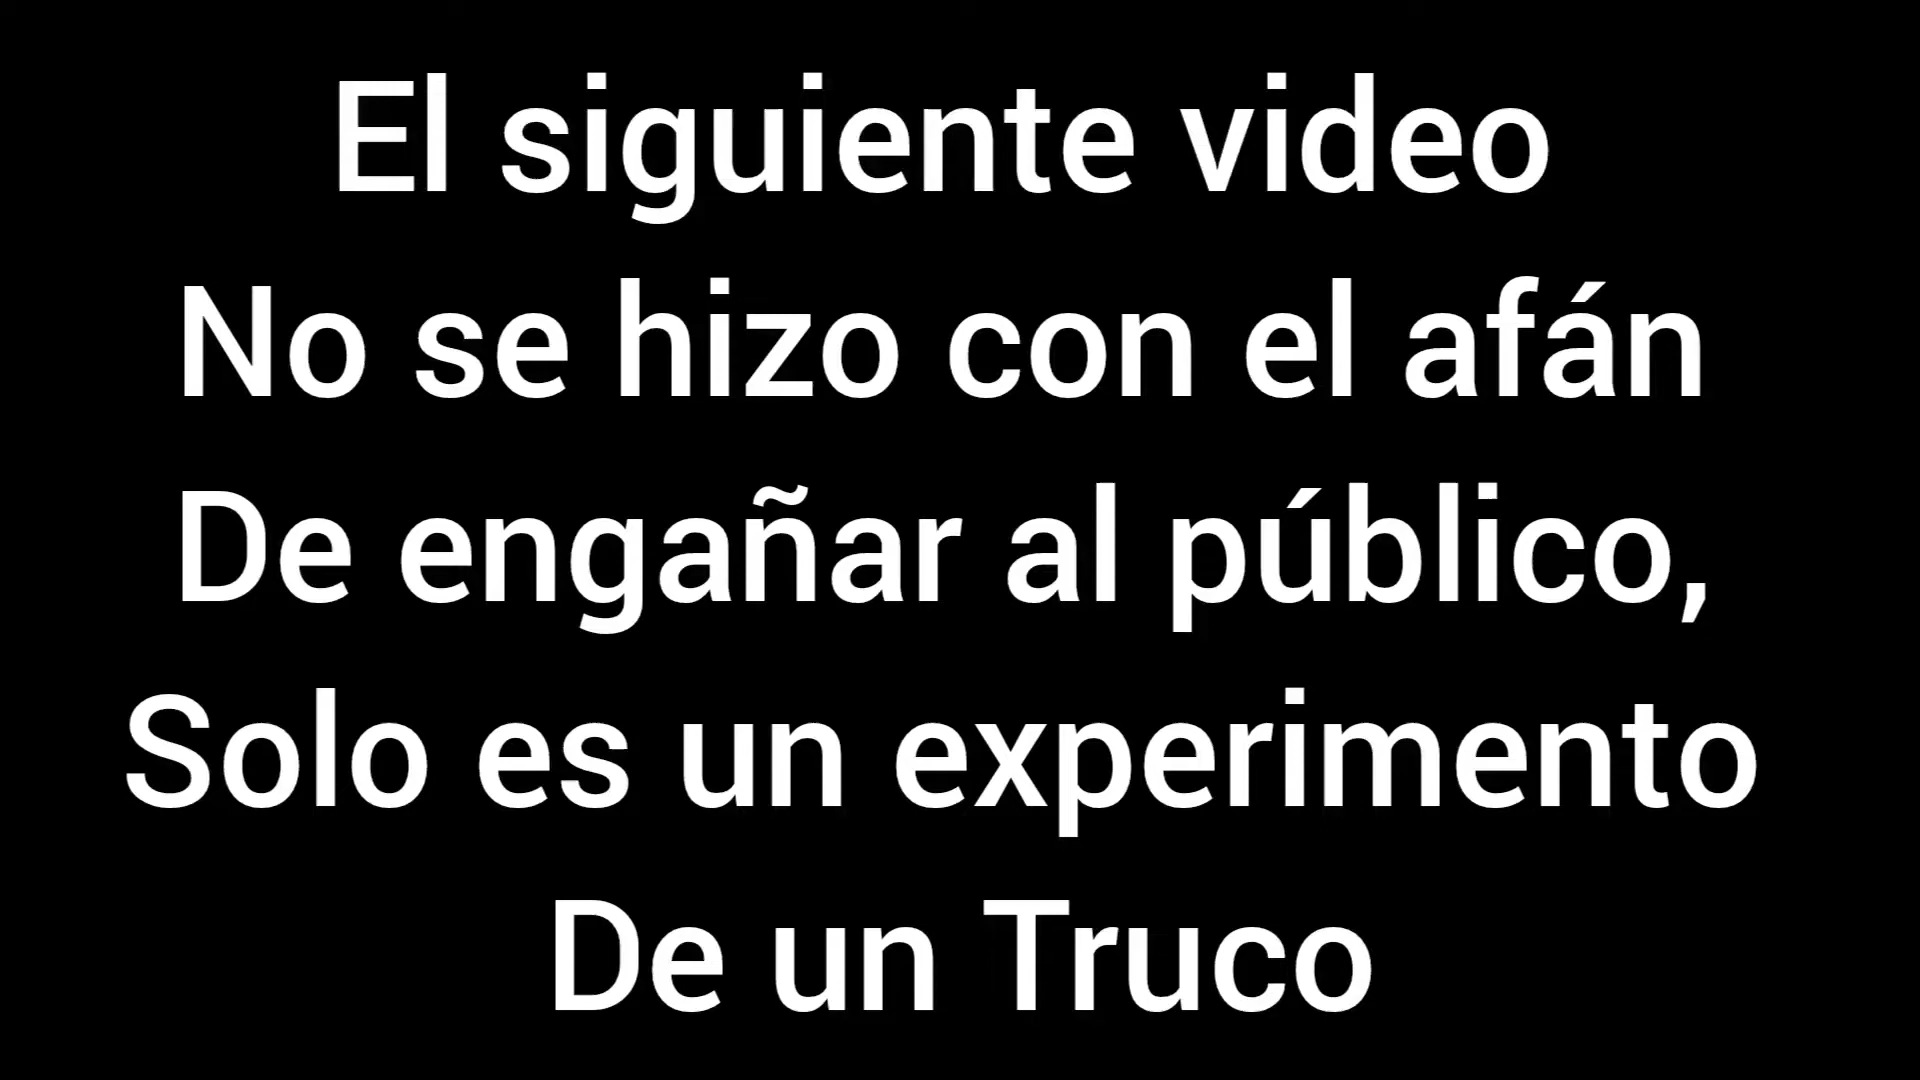 El siguiente video
No se hizo con el afán
De engañar al público,
Solo es un experimento
De un Truco